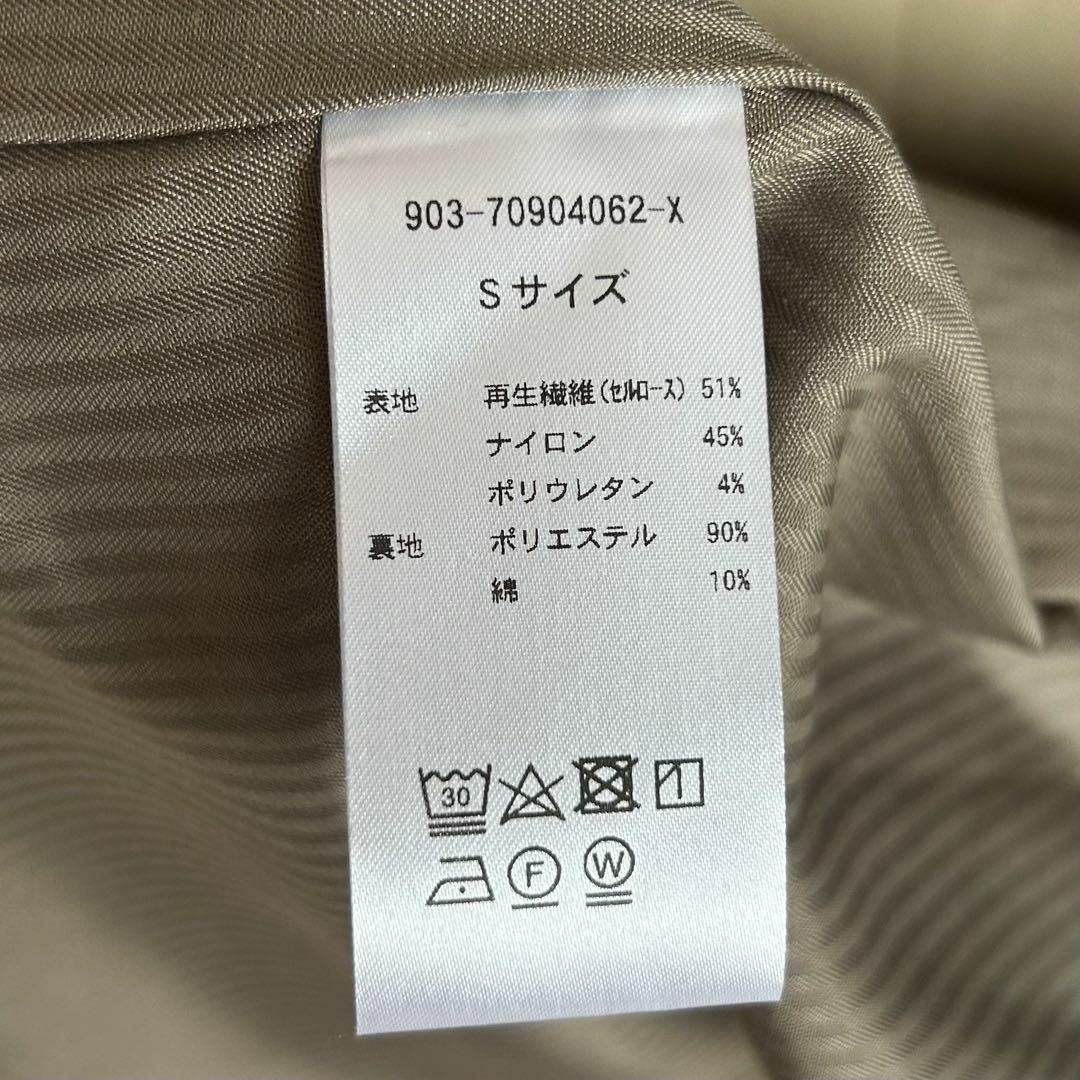 903-70904062-X
Sサイズ
表地 再生繊維(セルロース) 51%
ナイロン 45%
ポリウレタン 4%
裏地 ポリエステル 90%
綿 10%
30
F W